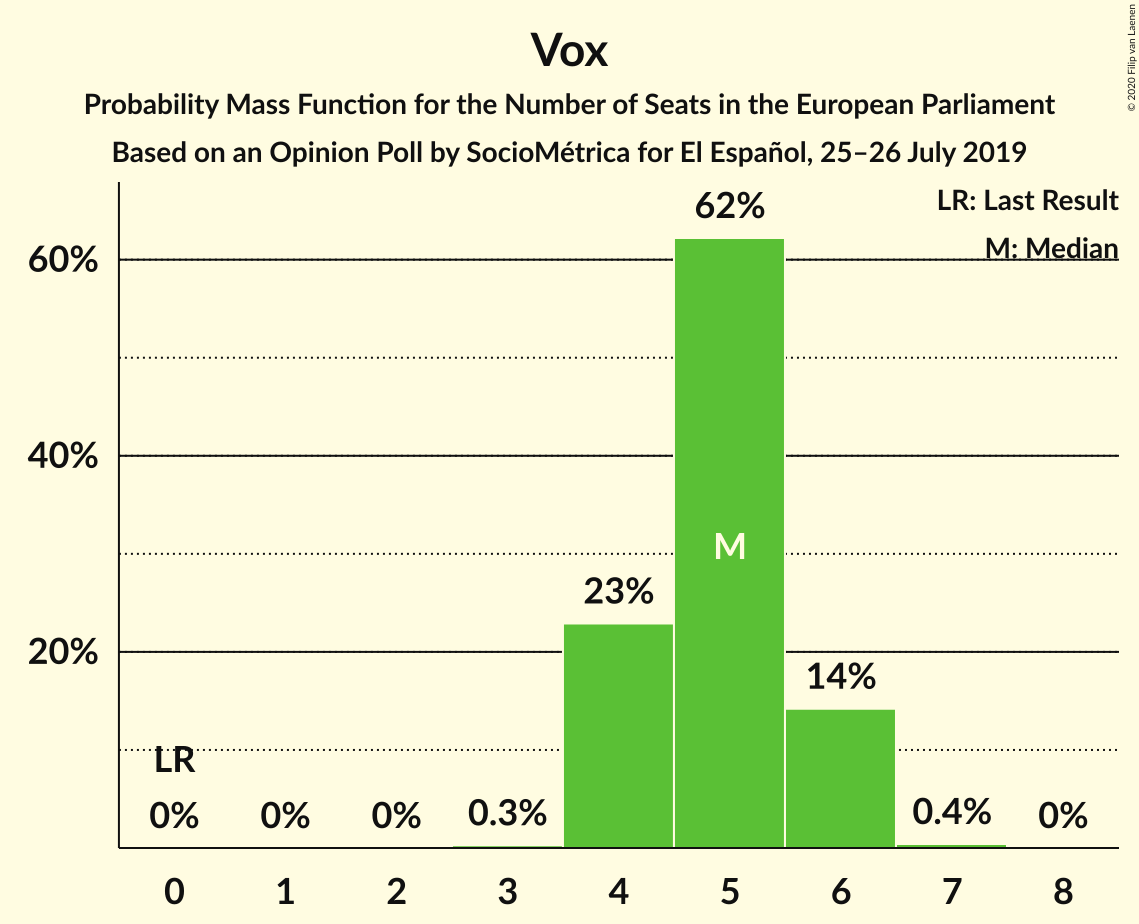 Vox
Probability Mass Function for the Number of Seats in the European Parliament
Based on an Opinion Poll by SocioMétrica for El Español, 25–26 July 2019
© 2020 Filip van Laenen
LR: Last Result
M: Median
62%
60%
40%
M
23%
20%
14%
LR
0% 0% 0% 0.3% 0.4% 0%
0 1 2 3 4 5 6 7 8